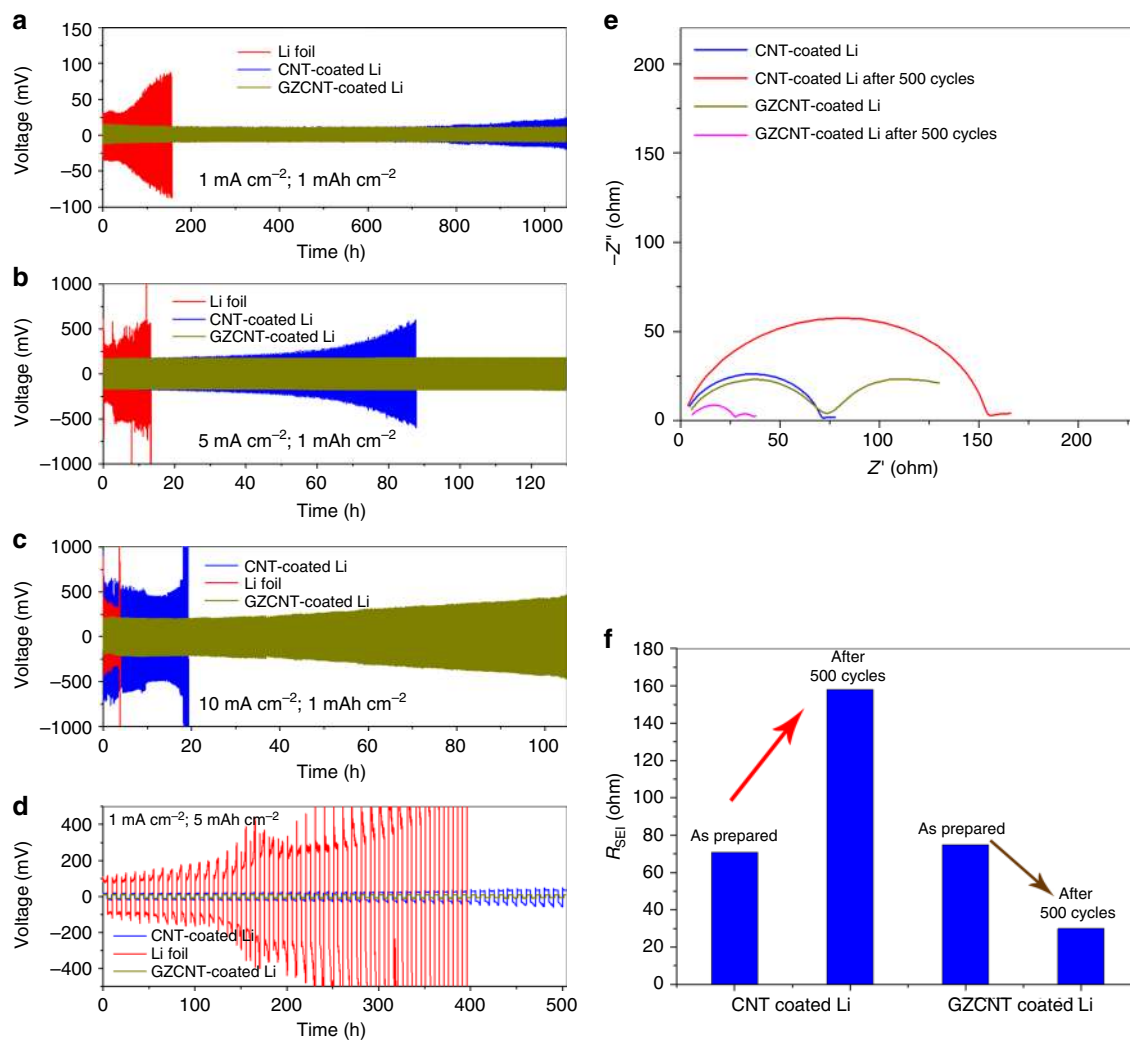 a
150
100
50
0
−50
−100
Voltage (mV)
Li foil
CNT-coated Li
GZCNT-coated Li
1 mA cm⁻²; 1 mAh cm⁻²
0 200 400 600 800 1000
Time (h)
b
1000
500
0
−500
−1000
Voltage (mV)
Li foil
CNT-coated Li
GZCNT-coated Li
5 mA cm⁻²; 1 mAh cm⁻²
0 20 40 60 80 100 120
Time (h)
c
1000
500
0
−500
−1000
Voltage (mV)
CNT-coated Li
Li foil
GZCNT-coated Li
10 mA cm⁻²; 1 mAh cm⁻²
0 20 40 60 80 100
Time (h)
d
400
200
0
−200
−400
Voltage (mV)
1 mA cm⁻²; 5 mAh cm⁻²
CNT-coated Li
Li foil
GZCNT-coated Li
0 100 200 300 400 500
Time (h)
e
200
150
100
50
0
−Z" (ohm)
CNT-coated Li
CNT-coated Li after 500 cycles
GZCNT-coated Li
GZCNT-coated Li after 500 cycles
0 50 100 150 200
Z' (ohm)
f
180
160
140
120
100
80
60
40
20
0
R_SEI (ohm)
As prepared
After
500 cycles
As prepared
After
500 cycles
CNT coated Li GZCNT coated Li